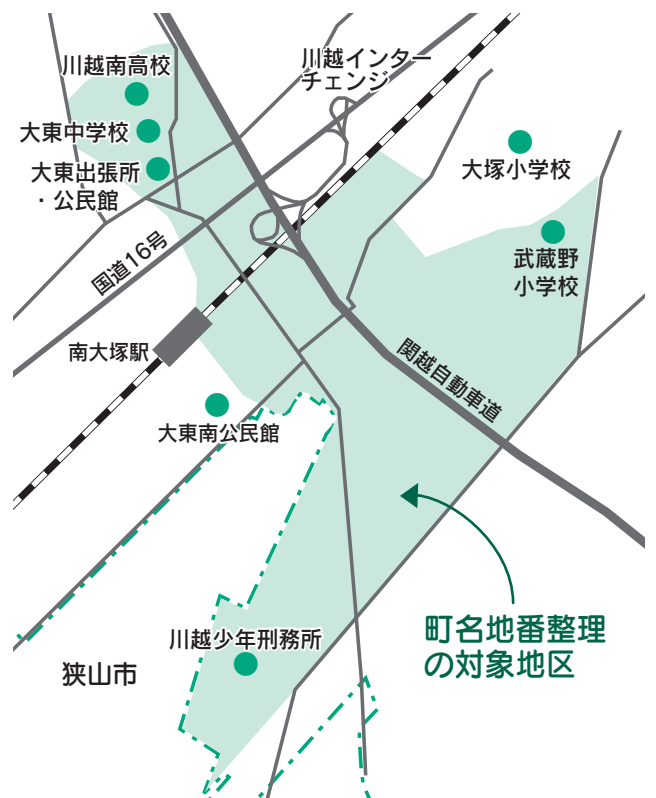 川越南高校
川越インター
チェンジ
大東中学校
大東出張所
・公民館
大塚小学校
国道16号
武蔵野
小学校
南大塚駅
関越自動車道
大東南公民館
町名地番整理
の対象地区
川越少年刑務所
狭山市